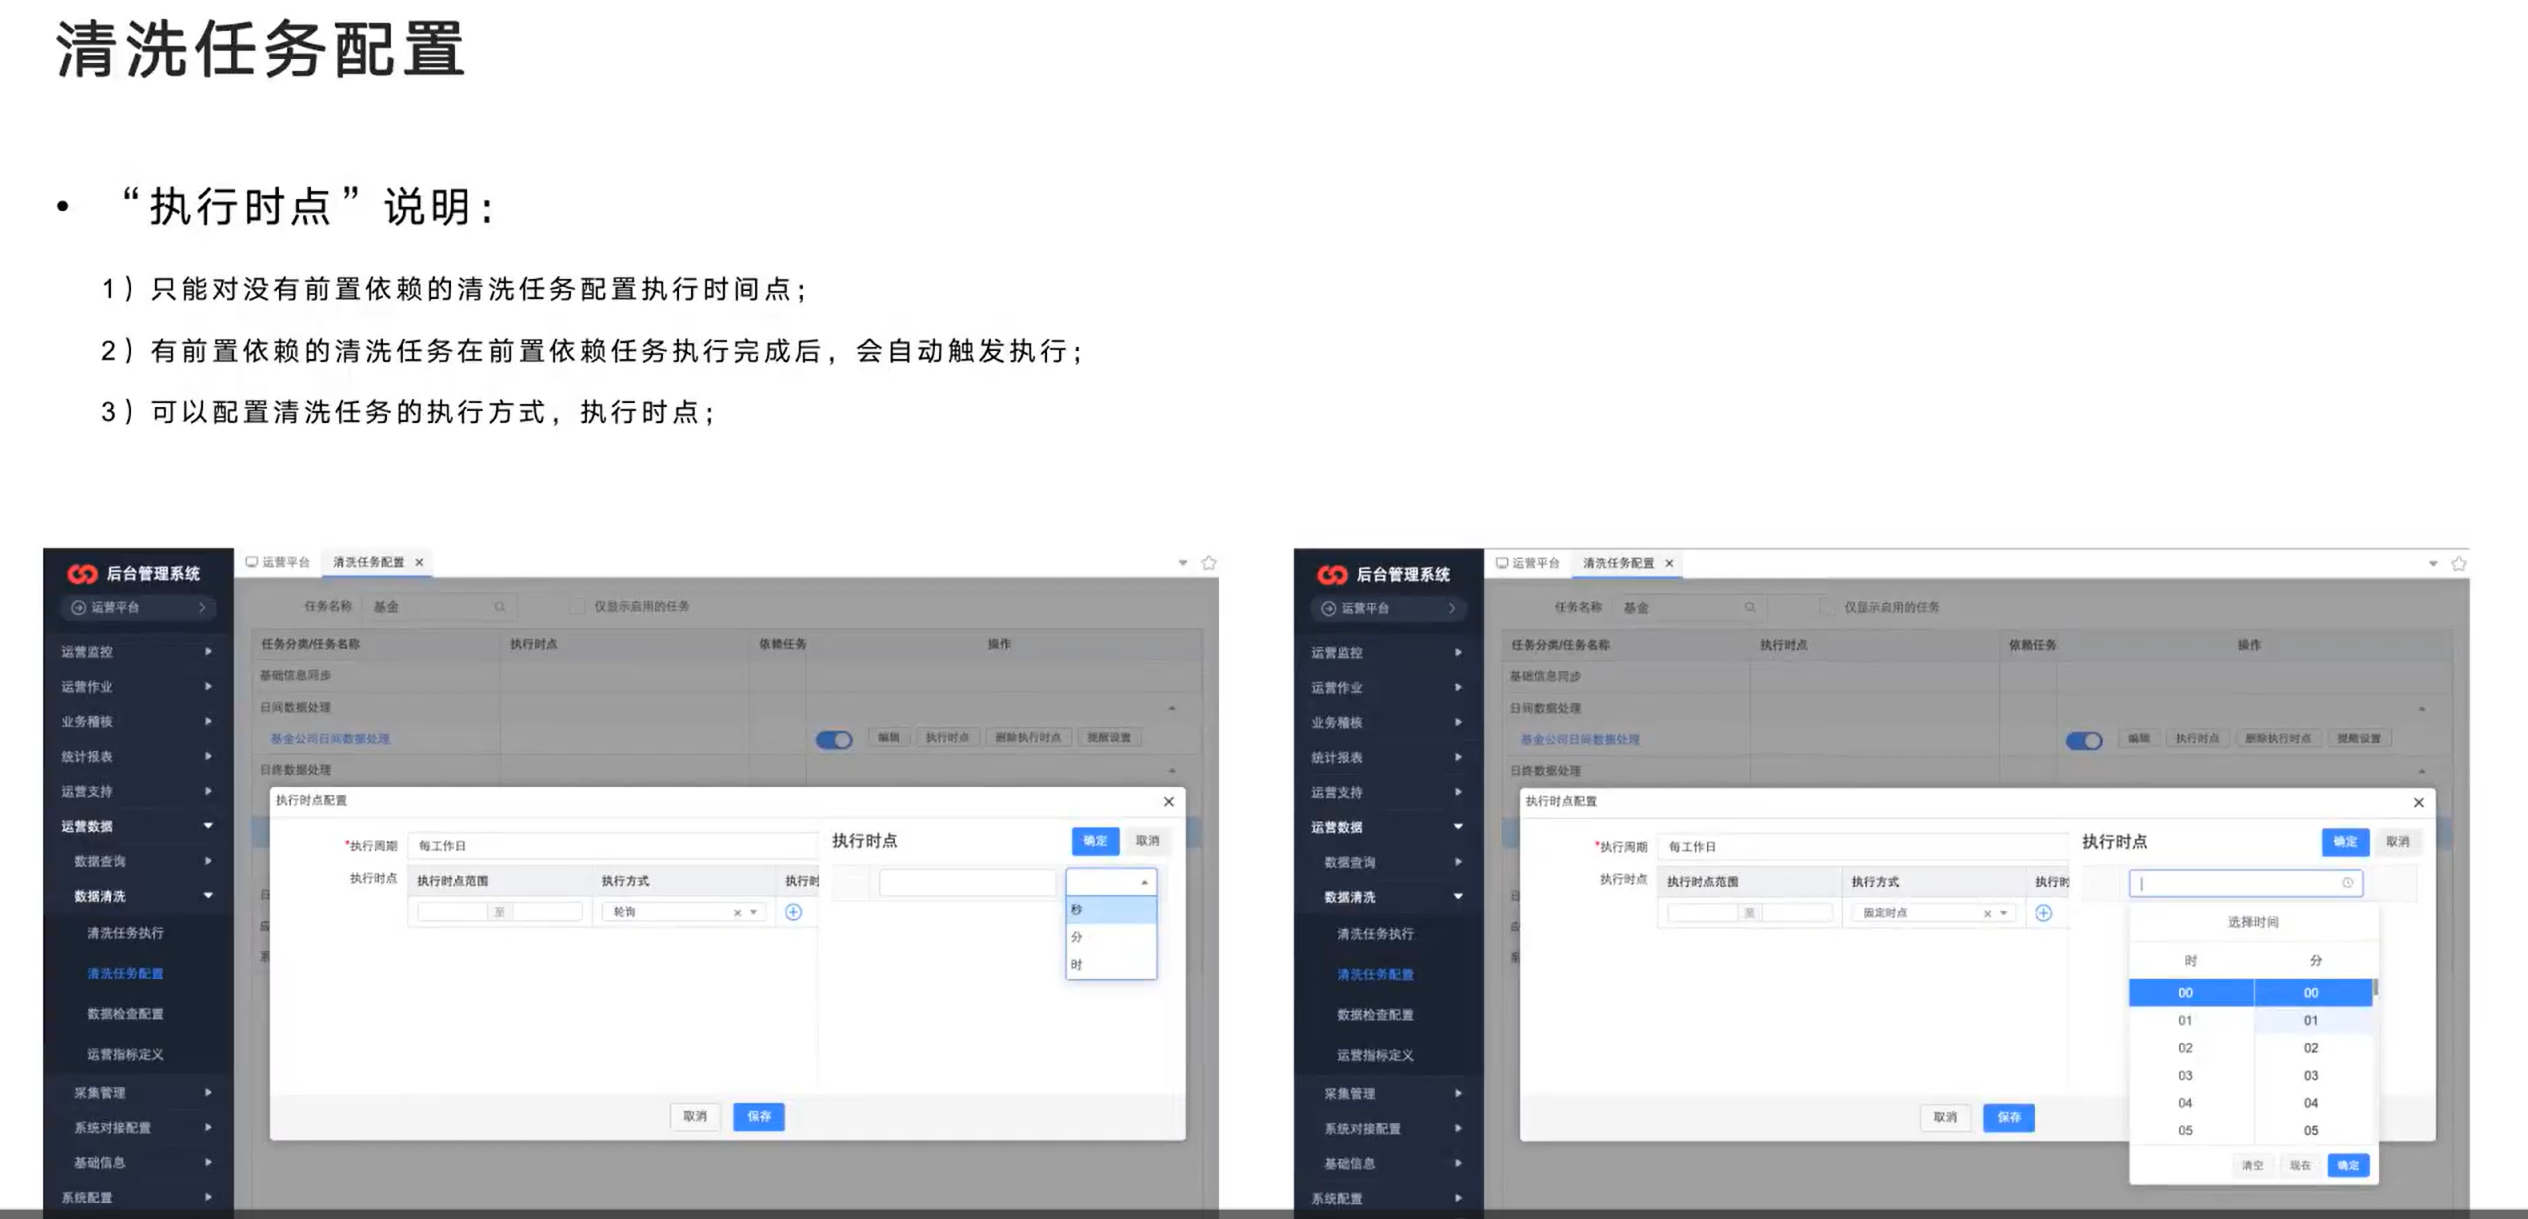 清洗任务配置
• “执行时点”说明：
1）只能对没有前置依赖的清洗任务配置执行时间点；
2）有前置依赖的清洗任务在前置依赖任务执行完成后，会自动触发执行；
3）可以配置清洗任务的执行方式，执行时点；
后台管理系统
运营平台
运营监控
运营作业
业务稽核
统计报表
运营支持
运营数据
数据查询
数据清洗
清洗任务执行
清洗任务配置
数据检查配置
运营指标定义
采集管理
系统对接配置
基础信息
系统配置
运营平台 清洗任务配置 ×
任务名称 基金 仅显示启用的任务
任务分类/任务名称 执行时点 依赖任务 操作
基础信息同步
日间数据处理
基金公司日间数据处理 编辑 执行时点 删除执行时点 提醒设置
日终数据处理
执行时点配置
*执行周期 每工作日
执行时点 执行时点范围 执行方式 执行时
至 轮询
执行时点 确定 取消
秒
分
时
取消 保存
后台管理系统
运营平台
运营监控
运营作业
业务稽核
统计报表
运营支持
运营数据
数据查询
数据清洗
清洗任务执行
清洗任务配置
数据检查配置
运营指标定义
采集管理
系统对接配置
基础信息
系统配置
运营平台 清洗任务配置 ×
任务名称 基金 仅显示启用的任务
任务分类/任务名称 执行时点 依赖任务 操作
基础信息同步
日间数据处理
基金公司日间数据处理 编辑 执行时点 删除执行时点 提醒设置
日终数据处理
执行时点配置
*执行周期 每工作日
执行时点 执行时点范围 执行方式 执行时
至 固定时点
执行时点 确定 取消
选择时间
时 分
00 00
01 01
02 02
03 03
04 04
05 05
清空 现在 确定
取消 保存